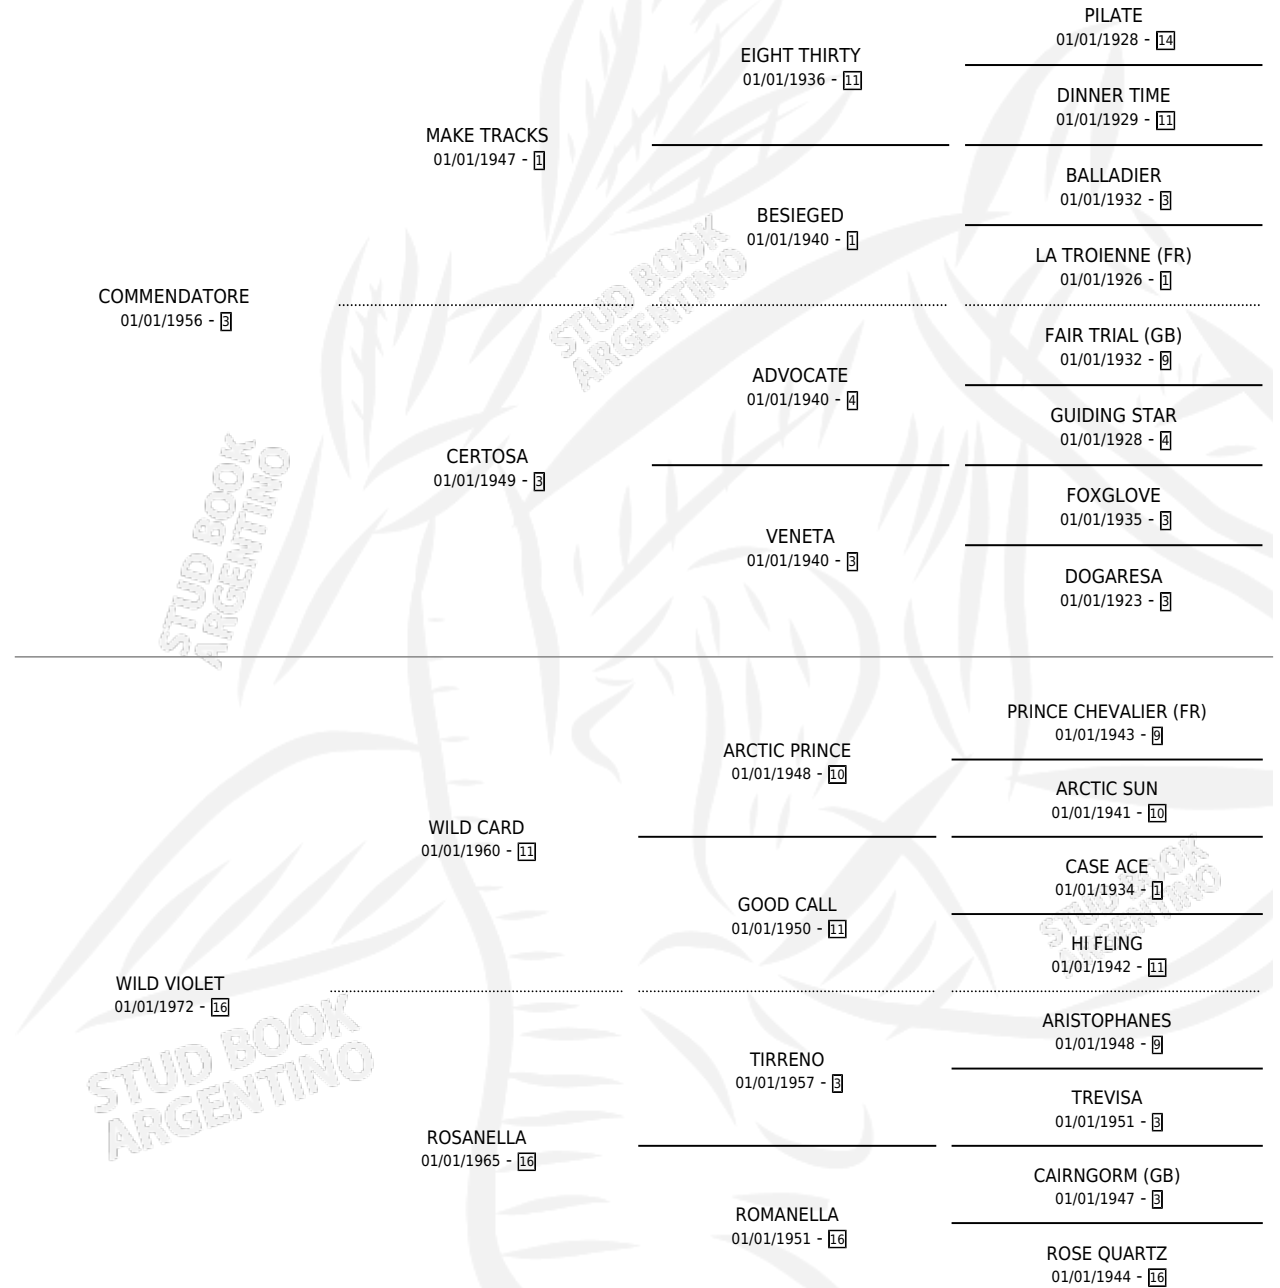 PILATE
01/01/1928 - 14
EIGHT THIRTY
01/01/1936 - 11
DINNER TIME
01/01/1929 - 11
MAKE TRACKS
01/01/1947 - 1
BALLADIER
01/01/1932 - 3
BESIEGED
01/01/1940 - 1
LA TROIENNE (FR)
01/01/1926 - 1
COMMENDATORE
01/01/1956 - 3
STUD BOOK
ARGENTINO
FAIR TRIAL (GB)
01/01/1932 - 9
ADVOCATE
01/01/1940 - 4
GUIDING STAR
01/01/1928 - 4
CERTOSA
01/01/1949 - 3
FOXGLOVE
01/01/1935 - 3
VENETA
01/01/1940 - 3
DOGARESA
01/01/1923 - 3
STUD BOOK
ARGENTINO
PRINCE CHEVALIER (FR)
01/01/1943 - 9
ARCTIC PRINCE
01/01/1948 - 10
ARCTIC SUN
01/01/1941 - 10
WILD CARD
01/01/1960 - 11
CASE ACE
01/01/1934 - 1
GOOD CALL
01/01/1950 - 11
HI FLING
01/01/1942 - 11
STUD BOOK
ARGENTINO
WILD VIOLET
01/01/1972 - 16
ARISTOPHANES
01/01/1948 - 9
TIRRENO
01/01/1957 - 3
TREVISA
01/01/1951 - 3
STUD BOOK
ARGENTINO
ROSANELLA
01/01/1965 - 16
CAIRNGORM (GB)
01/01/1947 - 3
ROMANELLA
01/01/1951 - 16
ROSE QUARTZ
01/01/1944 - 16